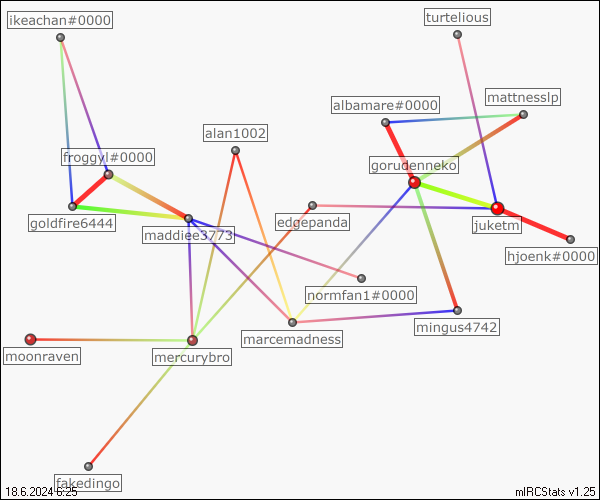 ikeachan#0000
turtelious
mattnesslp
albamare#0000
alan1002
froggyl#0000
gorudenneko
goldfire6444
edgepanda
juketm
maddiee3773
hjoenk#0000
normfan1#0000
mingus4742
marcemadness
moonraven
mercurybro
fakedingo
18.6.2024 6:25
mIRCStats v1.25